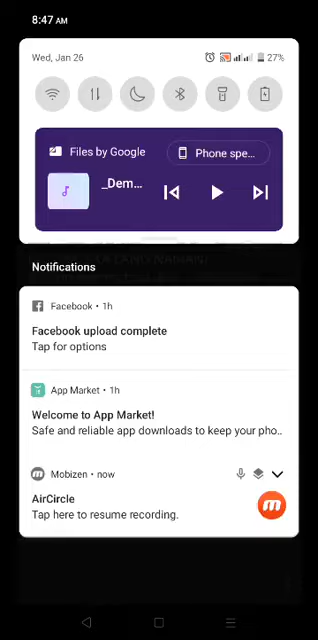 8:47 AM
Wed, Jan 26
27%
Files by Google
Phone spe...
_Dem...
Notifications
Facebook • 1h
Facebook upload complete
Tap for options
App Market • 1h
Welcome to App Market!
Safe and reliable app downloads to keep your pho..
Mobizen • now
AirCircle
Tap here to resume recording.